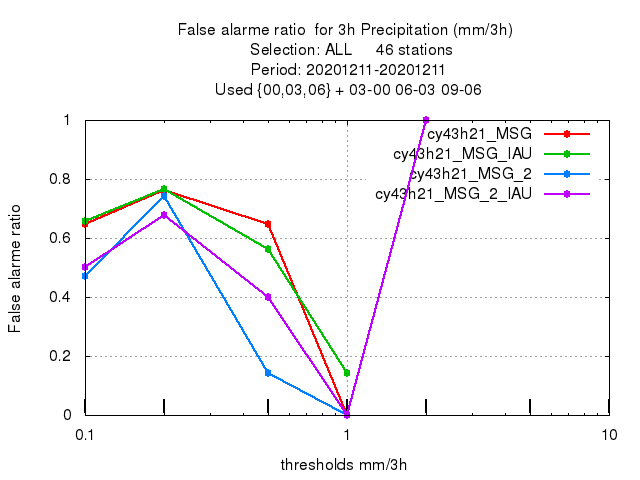 False alarme ratio  for 3h Precipitation (mm/3h)
Selection: ALL     46 stations
Period: 20201211-20201211
Used {00,03,06} + 03-00 06-03 09-06
1
0.8
0.6
0.4
0.2
0
False alarme ratio
cy43h21_MSG
cy43h21_MSG_IAU
cy43h21_MSG_2
cy43h21_MSG_2_IAU
0.1
1
10
thresholds mm/3h